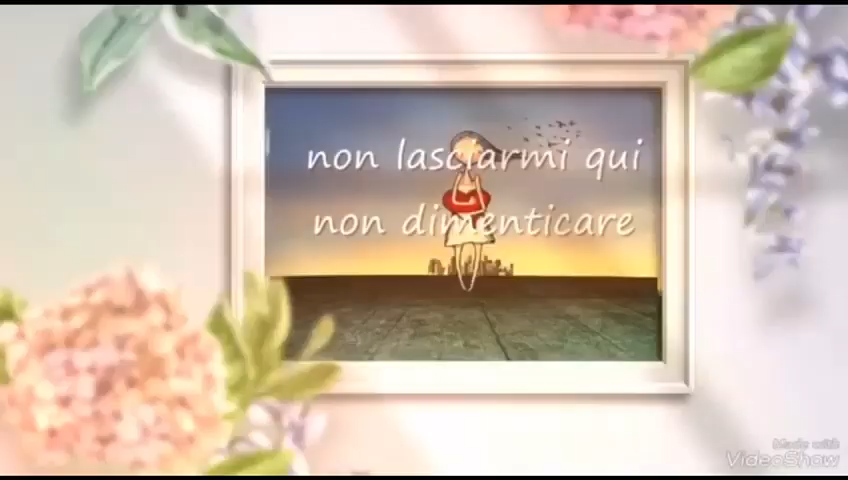 non lasciarmi qui
non dimenticare
Made with
VideoShow